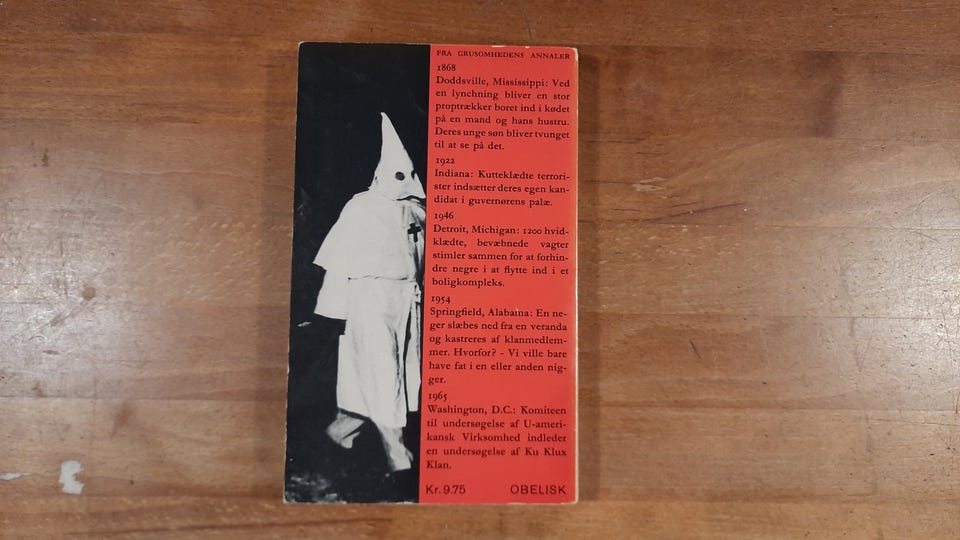 FRA GRUSOMHEDENS ANNALER
1868
Doddsville, Mississippi: Ved
en lynchning bliver en stor
proptrækker boret ind i kødet
på en mand og hans hustru.
Deres unge søn bliver tvunget
til at se på det.
1922
Indiana: Kutteklædte terrori-
ster indsætter deres egen kan-
didat i guvernørens palæ.
1946
Detroit, Michigan: 1200 hvid-
klædte, bevæbnede vagter
stimler sammen for at forhin-
dre negre i at flytte ind i et
boligkompleks.
1954
Springfield, Alabama: En ne-
ger slæbes ned fra en veranda
og kastreres af klanmedlem-
mer. Hvorfor? - Vi ville bare
have fat i en eller anden nig-
ger.
1965
Washington, D.C.: Komiteen
til undersøgelse af U-ameri-
kansk Virksomhed indleder
en undersøgelse af Ku Klux
Klan.
Kr. 9.75 OBELISK